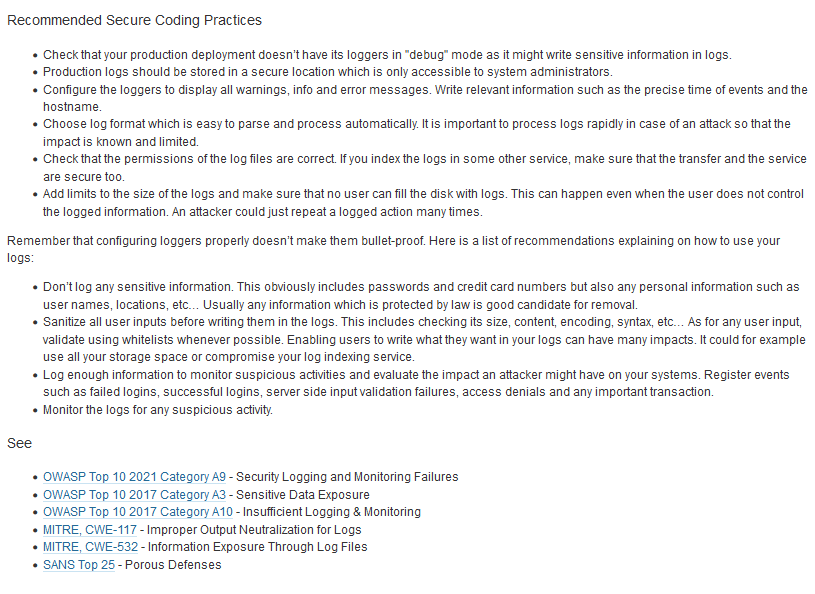 Recommended Secure Coding Practices
• Check that your production deployment doesn't have its loggers in "debug" mode as it might write sensitive information in logs.
• Production logs should be stored in a secure location which is only accessible to system administrators.
• Configure the loggers to display all warnings, info and error messages. Write relevant information such as the precise time of events and the
hostname.
• Choose log format which is easy to parse and process automatically. It is important to process logs rapidly in case of an attack so that the
impact is known and limited.
• Check that the permissions of the log files are correct. If you index the logs in some other service, make sure that the transfer and the service
are secure too.
• Add limits to the size of the logs and make sure that no user can fill the disk with logs. This can happen even when the user does not control
the logged information. An attacker could just repeat a logged action many times.
Remember that configuring loggers properly doesn't make them bullet-proof. Here is a list of recommendations explaining on how to use your
logs:
• Don't log any sensitive information. This obviously includes passwords and credit card numbers but also any personal information such as
user names, locations, etc... Usually any information which is protected by law is good candidate for removal.
• Sanitize all user inputs before writing them in the logs. This includes checking its size, content, encoding, syntax, etc... As for any user input,
validate using whitelists whenever possible. Enabling users to write what they want in your logs can have many impacts. It could for example
use all your storage space or compromise your log indexing service.
• Log enough information to monitor suspicious activities and evaluate the impact an attacker might have on your systems. Register events
such as failed logins, successful logins, server side input validation failures, access denials and any important transaction.
• Monitor the logs for any suspicious activity.
See
• OWASP Top 10 2021 Category A9 - Security Logging and Monitoring Failures
• OWASP Top 10 2017 Category A3 - Sensitive Data Exposure
• OWASP Top 10 2017 Category A10 - Insufficient Logging & Monitoring
• MITRE, CWE-117 - Improper Output Neutralization for Logs
• MITRE, CWE-532 - Information Exposure Through Log Files
• SANS Top 25 - Porous Defenses